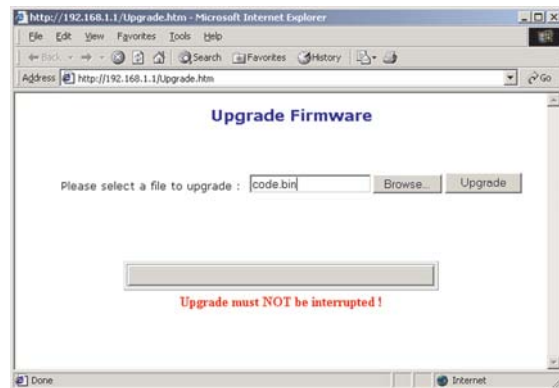 http://192.168.1.1/Upgrade.htm - Microsoft Internet Explorer
File Edit View Favorites Tools Help
Back Search Favorites History
Address http://192.168.1.1/Upgrade.htm Go
Upgrade Firmware
Please select a file to upgrade : code.bin Browse... Upgrade
Upgrade must NOT be interrupted !
Done Internet